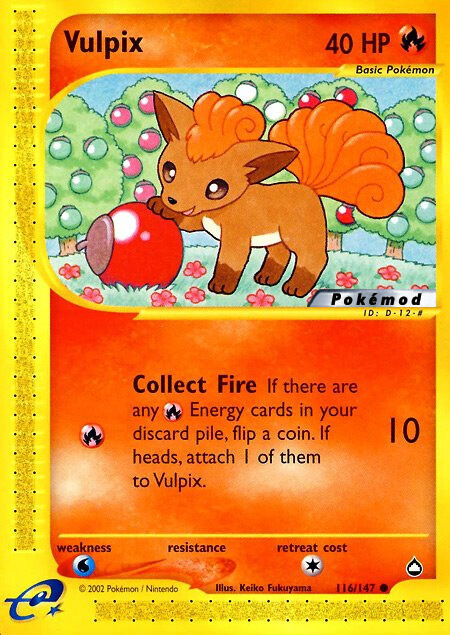 Vulpix
40 HP
Basic Pokémon
Pokémod
ID: D-12-#
Collect Fire If there are
any Energy cards in your
discard pile, flip a coin. If
heads, attach 1 of them
to Vulpix.
10
weakness resistance retreat cost
© 2002 Pokémon / Nintendo Illus. Keiko Fukuyama 116/147 ●
e